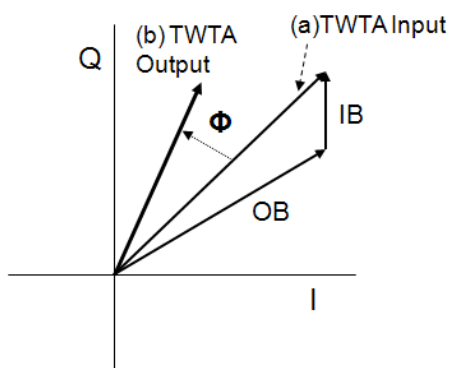 (a)TWTA Input
(b) TWTA
Output
Q
Φ
IB
OB
I